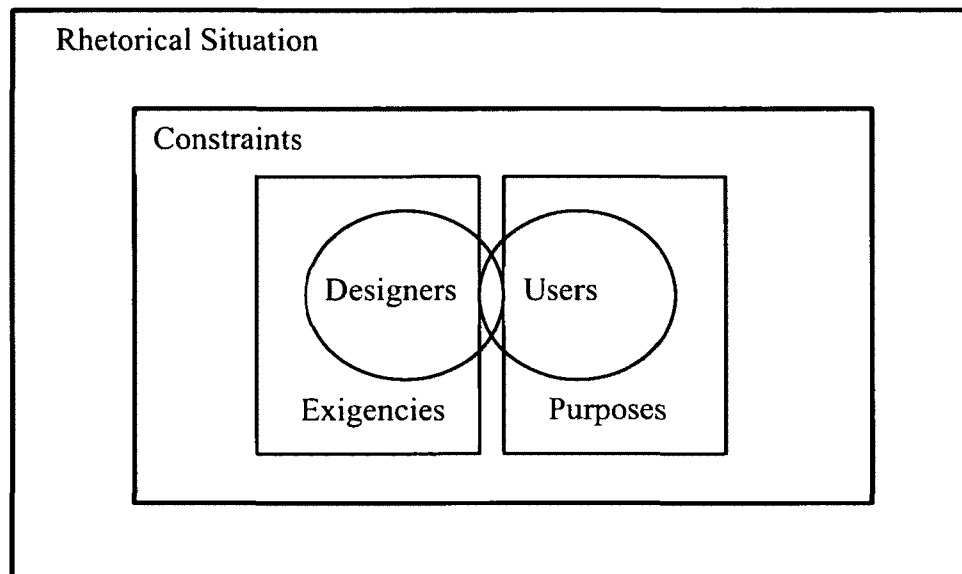 Rhetorical Situation
Constraints
Designers
Users
Exigencies
Purposes